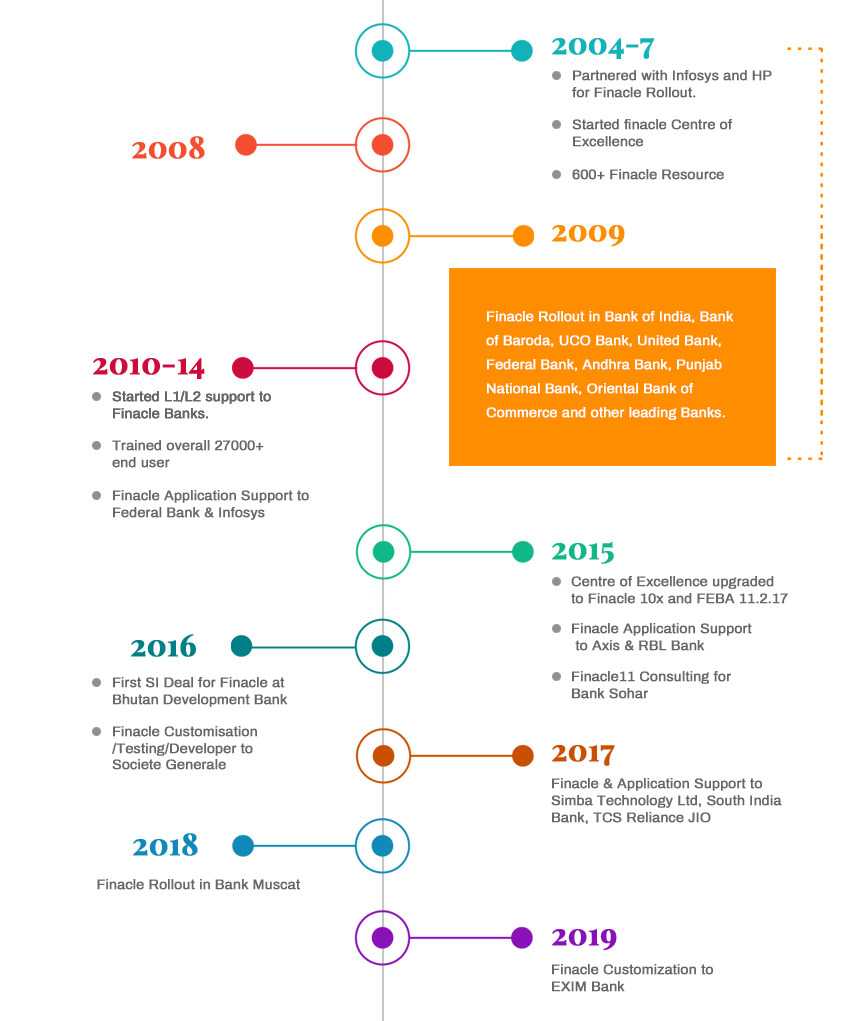 2004-7
Partnered with Infosys and HP
for Finacle Rollout.
Started finacle Centre of
Excellence
600+ Finacle Resource
2008
2009
Finacle Rollout in Bank of India, Bank
of Baroda, UCO Bank, United Bank,
Federal Bank, Andhra Bank, Punjab
National Bank, Oriental Bank of
Commerce and other leading Banks.
2010-14
Started L1/L2 support to
Finacle Banks.
Trained overall 27000+
end user
Finacle Application Support to
Federal Bank & Infosys
2015
Centre of Excellence upgraded
to Finacle 10x and FEBA 11.2.17
Finacle Application Support
to Axis & RBL Bank
Finacle11 Consulting for
Bank Sohar
2016
First SI Deal for Finacle at
Bhutan Development Bank
Finacle Customisation
/Testing/Developer to
Societe Generale
2017
Finacle & Application Support to
Simba Technology Ltd, South India
Bank, TCS Reliance JIO
2018
Finacle Rollout in Bank Muscat
2019
Finacle Customization to
EXIM Bank